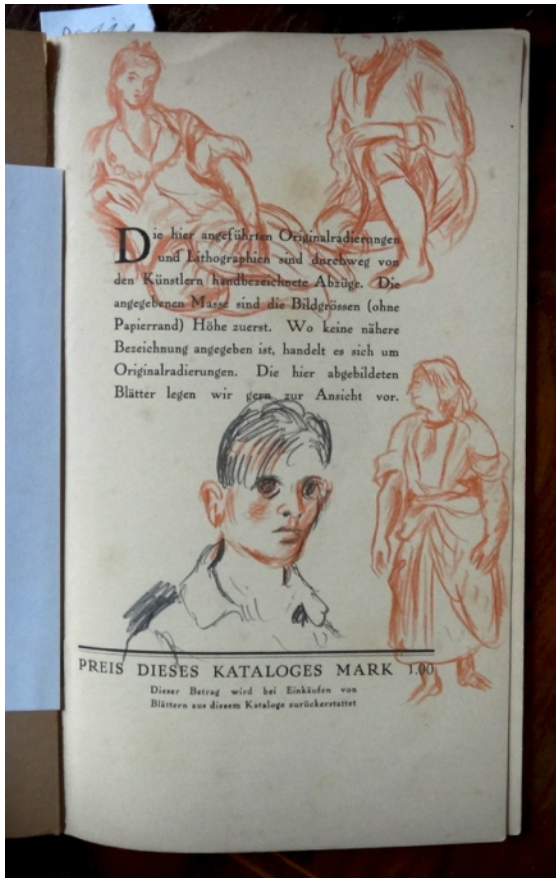 Die hier angeführten Originalradierungen
und Lithographien sind durchweg von
den Künstlern handbezeichnete Abzüge. Die
angegebenen Masse sind die Bildgrössen (ohne
Papierrand) Höhe zuerst. Wo keine nähere
Bezeichnung angegeben ist, handelt es sich um
Originalradierungen. Die hier abgebildeten
Blätter legen wir gern zur Ansicht vor.
PREIS DIESES KATALOGES MARK 1.00
Dieser Betrag wird bei Einkäufen von
Blättern aus diesem Kataloge zurückerstattet